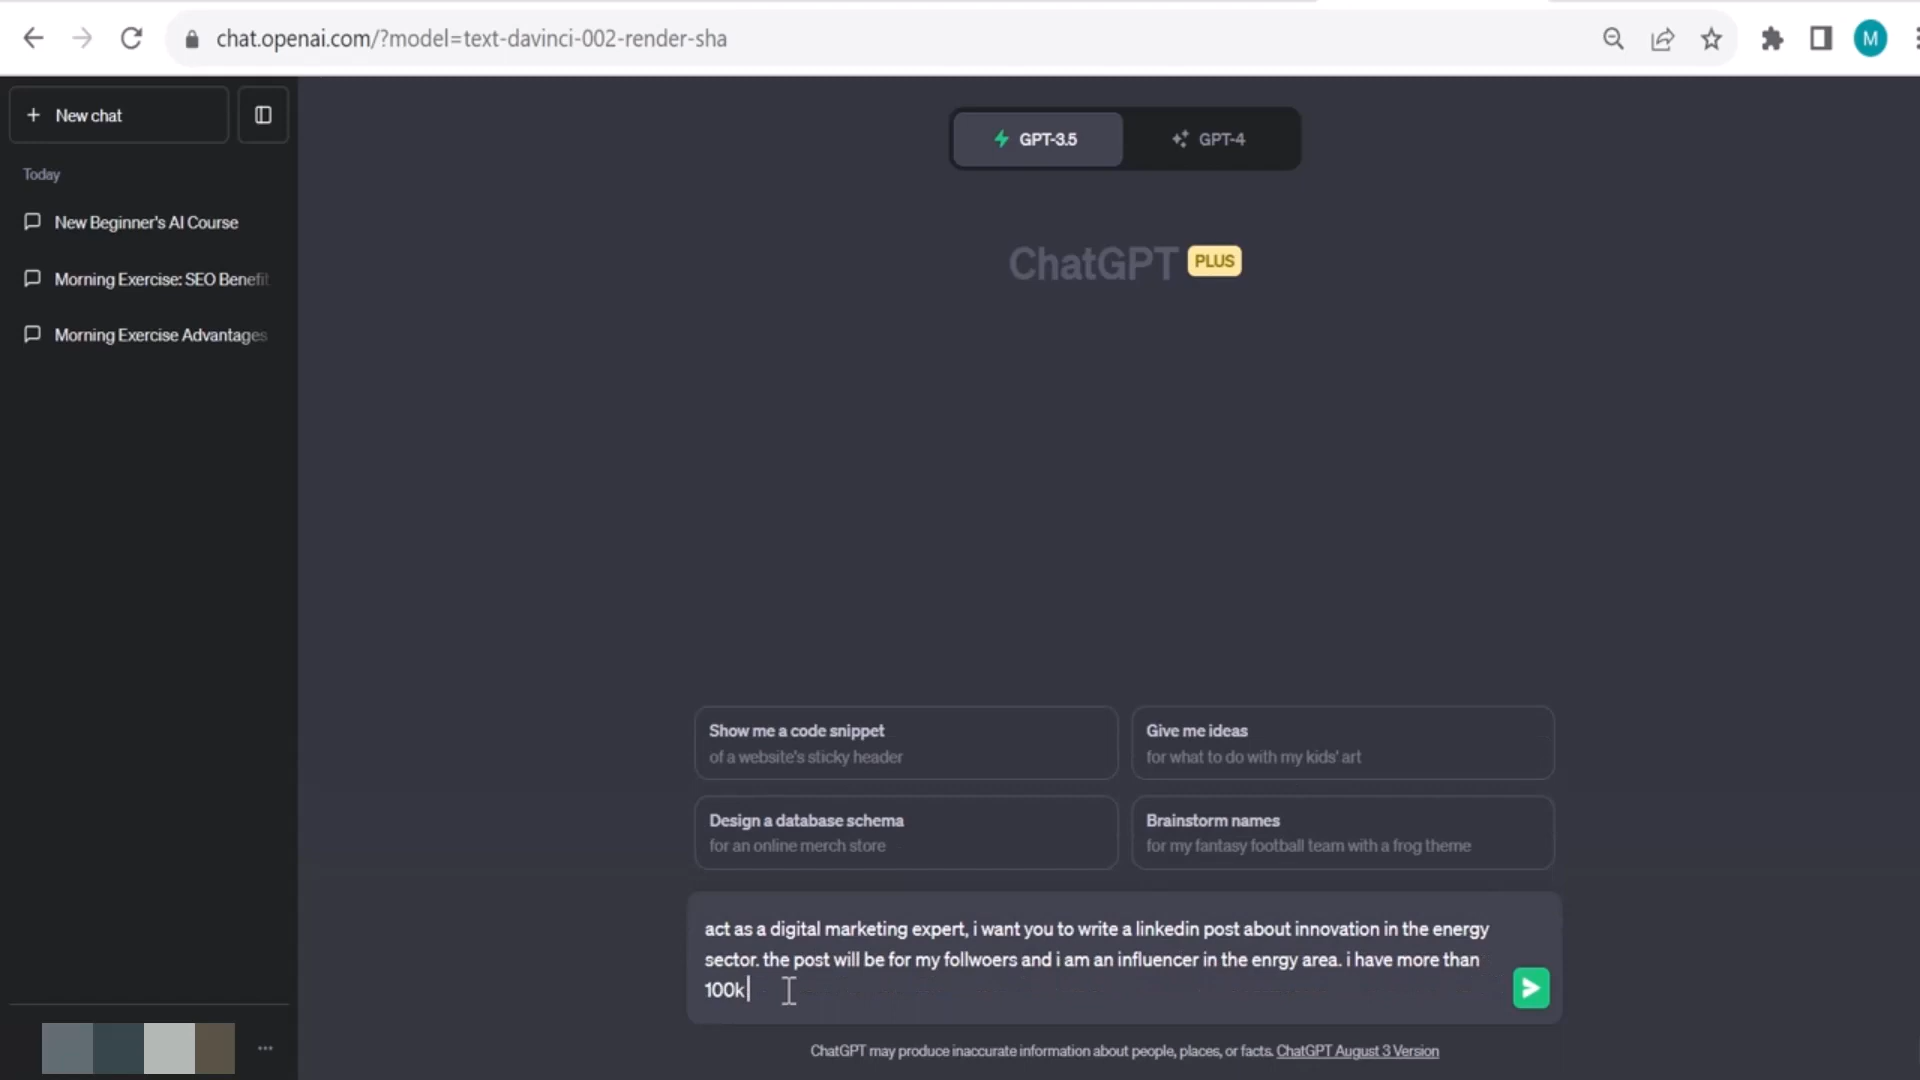 chat.openai.com/?model=text-davinci-002-render-sha
M
New chat
Today
New Beginner's AI Course
Morning Exercise: SEO Benefit
Morning Exercise Advantages
GPT-3.5
GPT-4
ChatGPT PLUS
Show me a code snippet
of a website's sticky header
Give me ideas
for what to do with my kids' art
Design a database schema
for an online merch store
Brainstorm names
for my fantasy football team with a frog theme
act as a digital marketing expert, i want you to write a linkedin post about innovation in the energy
sector. the post will be for my follwoers and i am an influencer in the enrgy area. i have more than
100k
ChatGPT may produce inaccurate information about people, places, or facts. ChatGPT August 3 Version